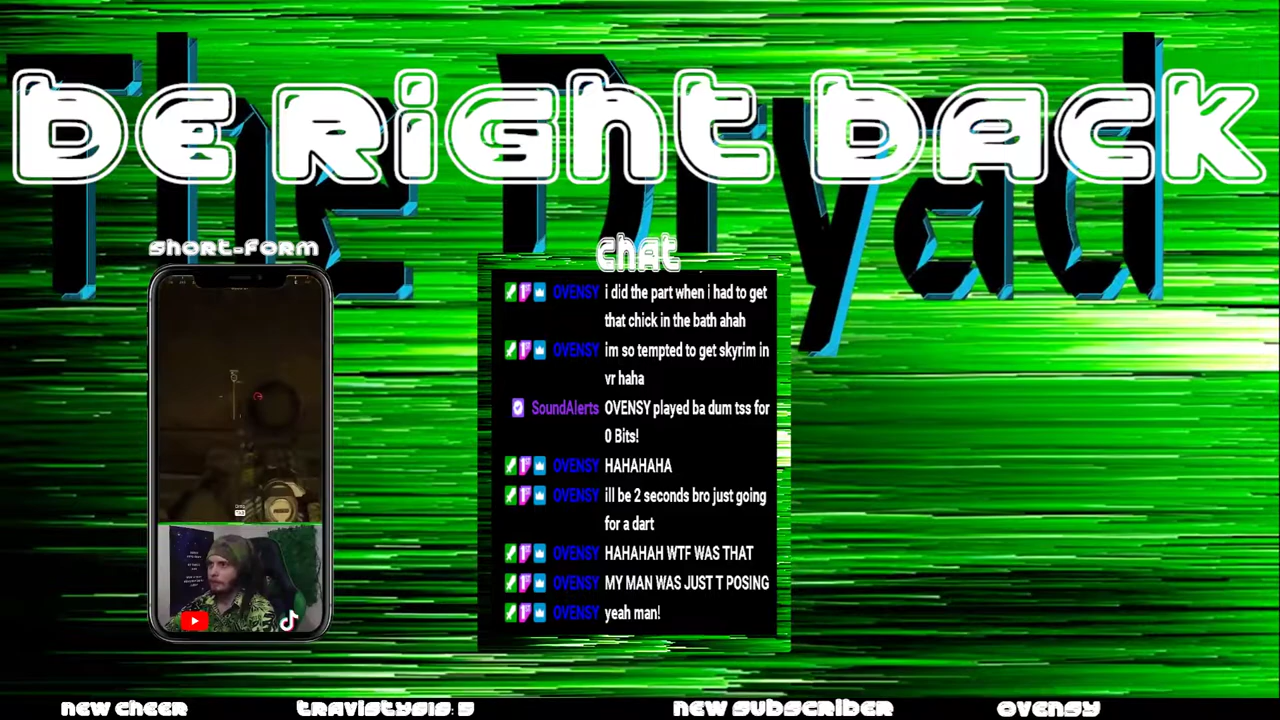 The Dryad
BE RIGHT BACK
SHORT-FORM
CHAT
OVENSY i did the part when i had to get
that chick in the bath ahah
OVENSY im so tempted to get skyrim in
vr haha
SoundAlerts OVENSY played ba dum tss for
0 Bits!
OVENSY HAHAHAHA
OVENSY ill be 2 seconds bro just going
for a dart
OVENSY HAHAHAH WTF WAS THAT
OVENSY MY MAN WAS JUST T POSING
OVENSY yeah man!
NEW CHEER TRAVISTYSIS: 5 NEW SUBSCRIBER OVENSY